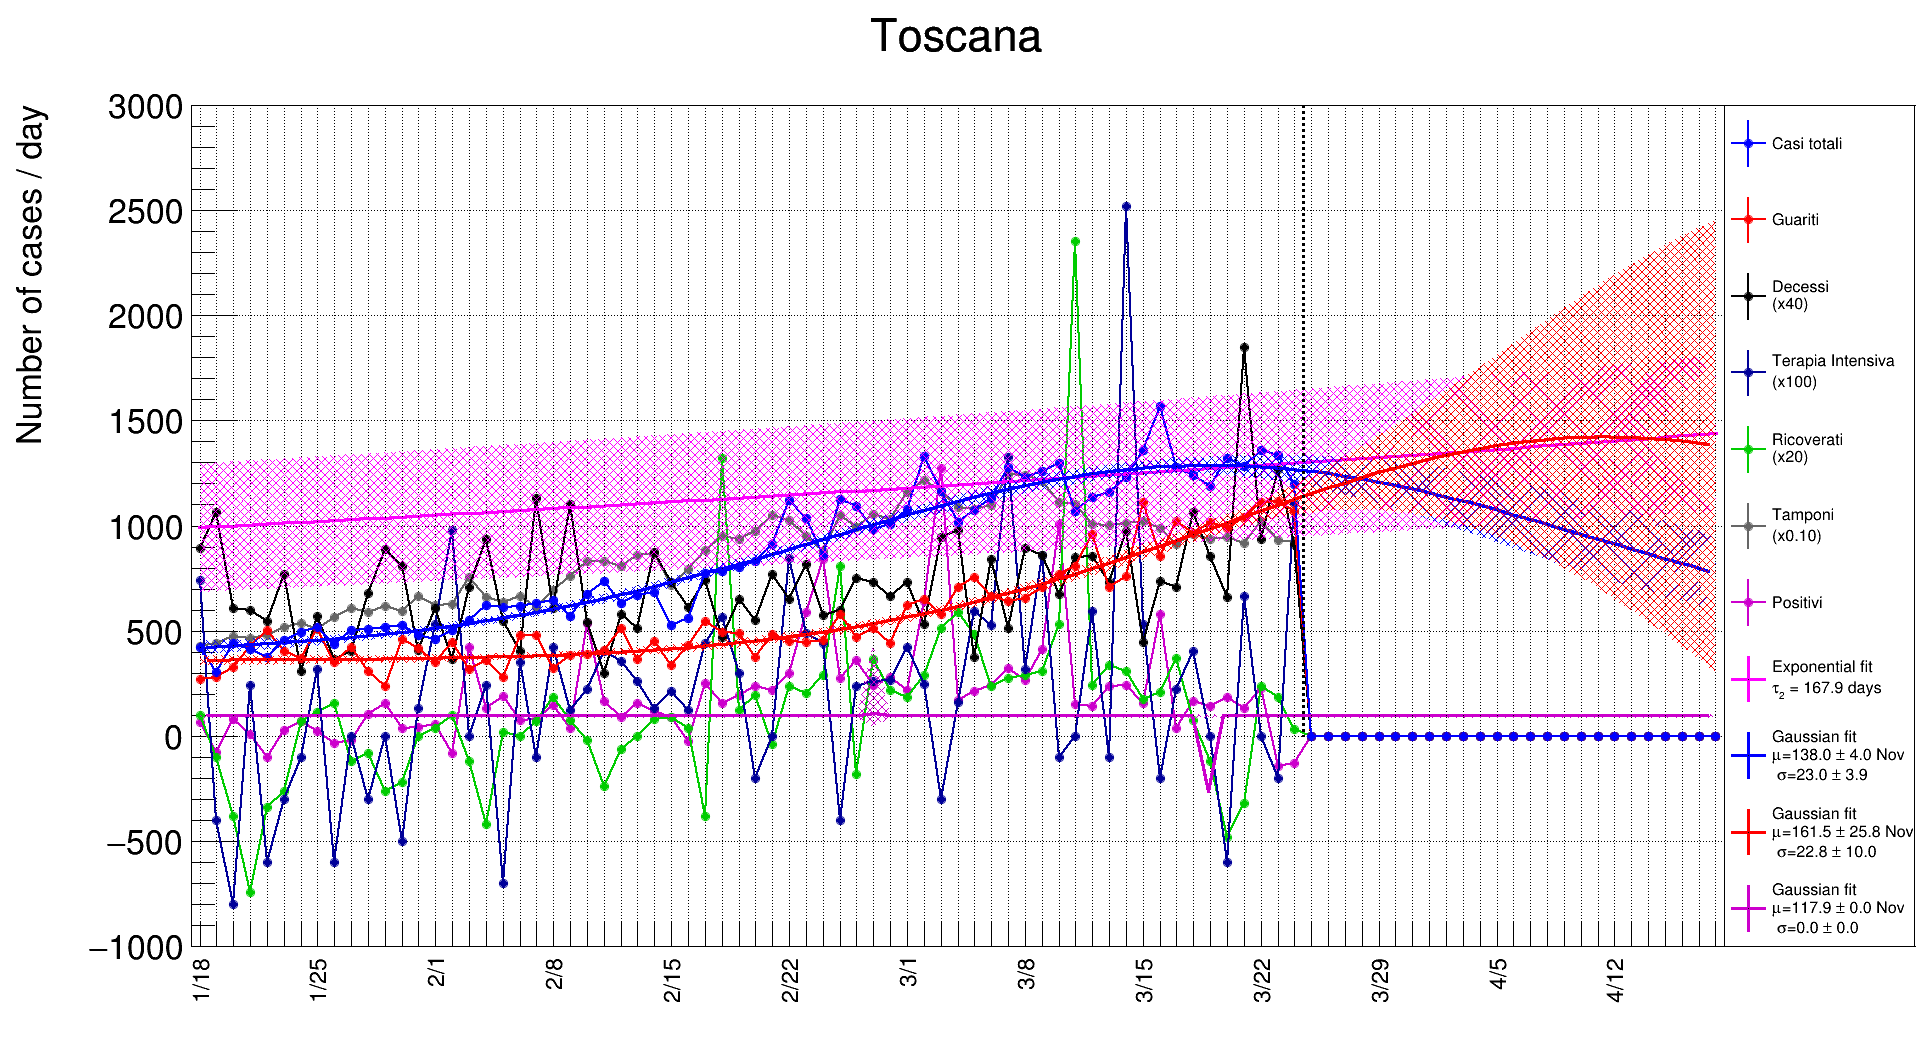 Toscana
Number of cases / day
3000
2500
2000
1500
1000
500
0
−500
−1000
1/18
1/25
2/1
2/8
2/15
2/22
3/1
3/8
3/15
3/22
3/29
4/5
4/12
Casi totali
Guariti
Decessi
(x40)
Terapia Intensiva
(x100)
Ricoverati
(x20)
Tamponi
(x0.10)
Positivi
Exponential fit
τ2 = 167.9 days
Gaussian fit
μ=138.0 ± 4.0 Nov
σ=23.0 ± 3.9
Gaussian fit
μ=161.5 ± 25.8 Nov
σ=22.8 ± 10.0
Gaussian fit
μ=117.9 ± 0.0 Nov
σ=0.0 ± 0.0